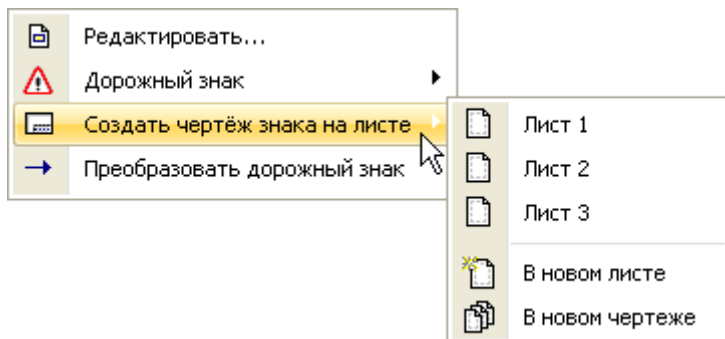 Редактировать...
Дорожный знак
Создать чертёж знака на листе
Преобразовать дорожный знак
Лист 1
Лист 2
Лист 3
В новом листе
В новом чертеже